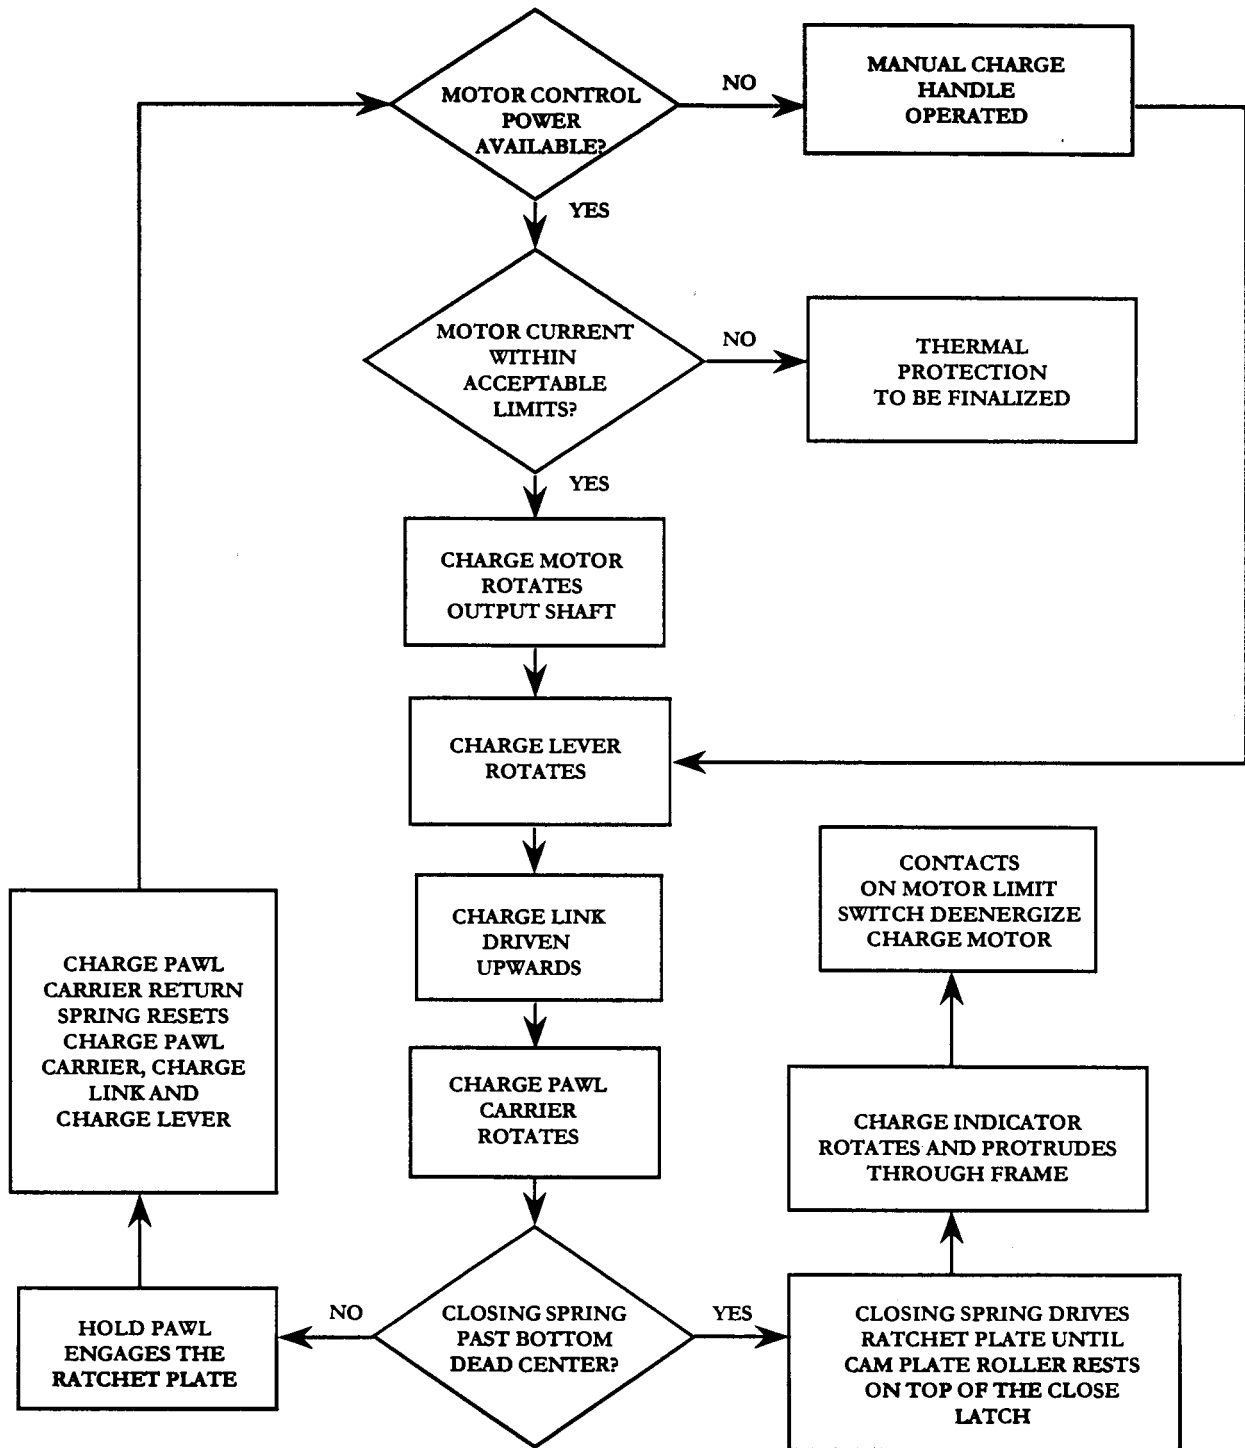 MOTOR CONTROL
POWER
AVAILABLE?
NO
MANUAL CHARGE
HANDLE
OPERATED
YES
MOTOR CURRENT
WITHIN
ACCEPTABLE
LIMITS?
NO
THERMAL
PROTECTION
TO BE FINALIZED
YES
CHARGE MOTOR
ROTATES
OUTPUT SHAFT
CHARGE LEVER
ROTATES
CHARGE LINK
DRIVEN
UPWARDS
CHARGE PAWL
CARRIER
ROTATES
CLOSING SPRING
PAST BOTTOM
DEAD CENTER?
NO
HOLD PAWL
ENGAGES THE
RATCHET PLATE
CHARGE PAWL
CARRIER RETURN
SPRING RESETS
CHARGE PAWL
CARRIER, CHARGE
LINK AND
CHARGE LEVER
YES
CLOSING SPRING DRIVES
RATCHET PLATE UNTIL
CAM PLATE ROLLER RESTS
ON TOP OF THE CLOSE
LATCH
CHARGE INDICATOR
ROTATES AND PROTRUDES
THROUGH FRAME
CONTACTS
ON MOTOR LIMIT
SWITCH DEENERGIZE
CHARGE MOTOR